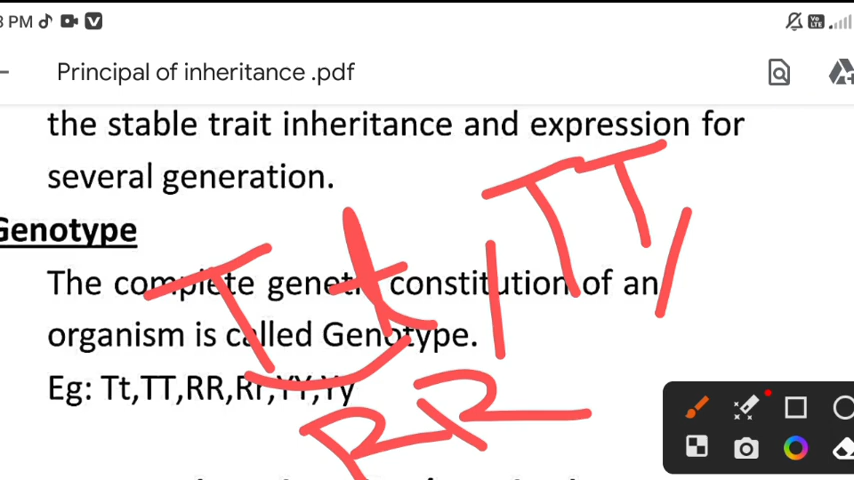 8 PM
Principal of inheritance .pdf
the stable trait inheritance and expression for
several generation.
Genotype
The complete genetic constitution of an
organism is called Genotype.
Eg: Tt,TT,RR,Rr,YY,Yy
Tt, TT,
RR